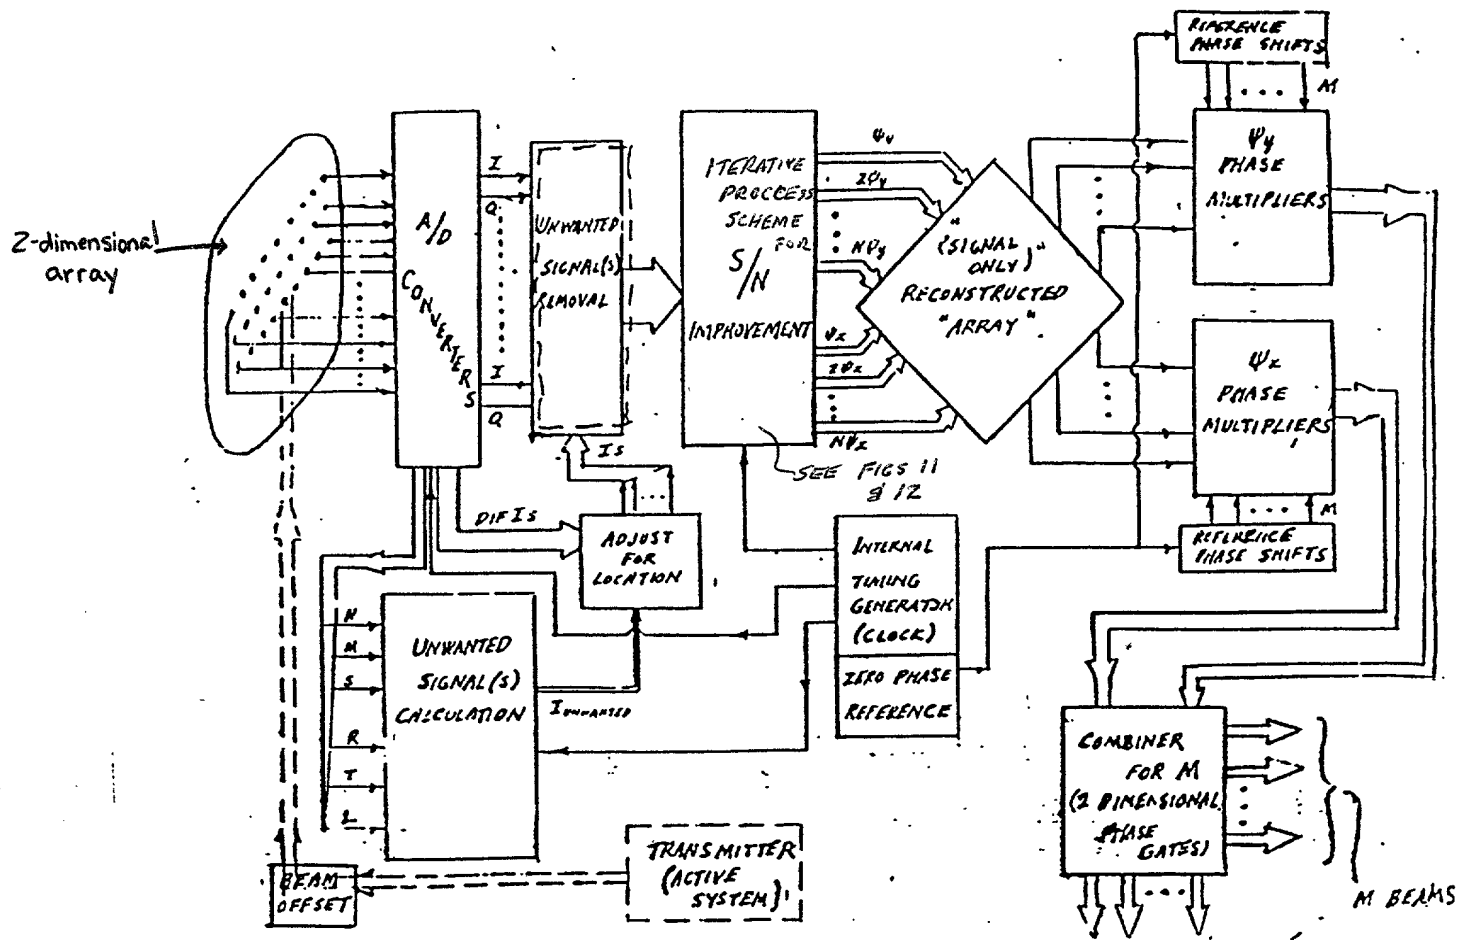 REFERENCE
PHASE SHIFTS
M
Ψy
PHASE
MULTIPLIERS
2-dimensional
array
A/D
CONVERTERS
I
Q
I
Q
UNWANTED
SIGNAL(S)
REMOVAL
ITERATIVE
PROCESS
SCHEME
FOR
S/N
IMPROVEMENT
Ψy
2Ψy
NΨy
Ψx
2Ψx
NΨx
"
(SIGNAL
ONLY)"
RECONSTRUCTED
"ARRAY"
Ψx
PHASE
MULTIPLIERS
M
REFERENCE
PHASE SHIFTS
SEE FIGS 11
& 12
IS
DIF IS
ADJUST
FOR
LOCATION
INTERNAL
TIMING
GENERATOR
(CLOCK)
ZERO PHASE
REFERENCE
N
M
S
R
T
L
UNWANTED
SIGNAL(S)
CALCULATION
I UNWANTED
COMBINER
FOR M
(2 DIMENSIONAL
PHASE
GATES)
M BEAMS
TRANSMITTER
(ACTIVE
SYSTEM)
BEAM
OFFSET